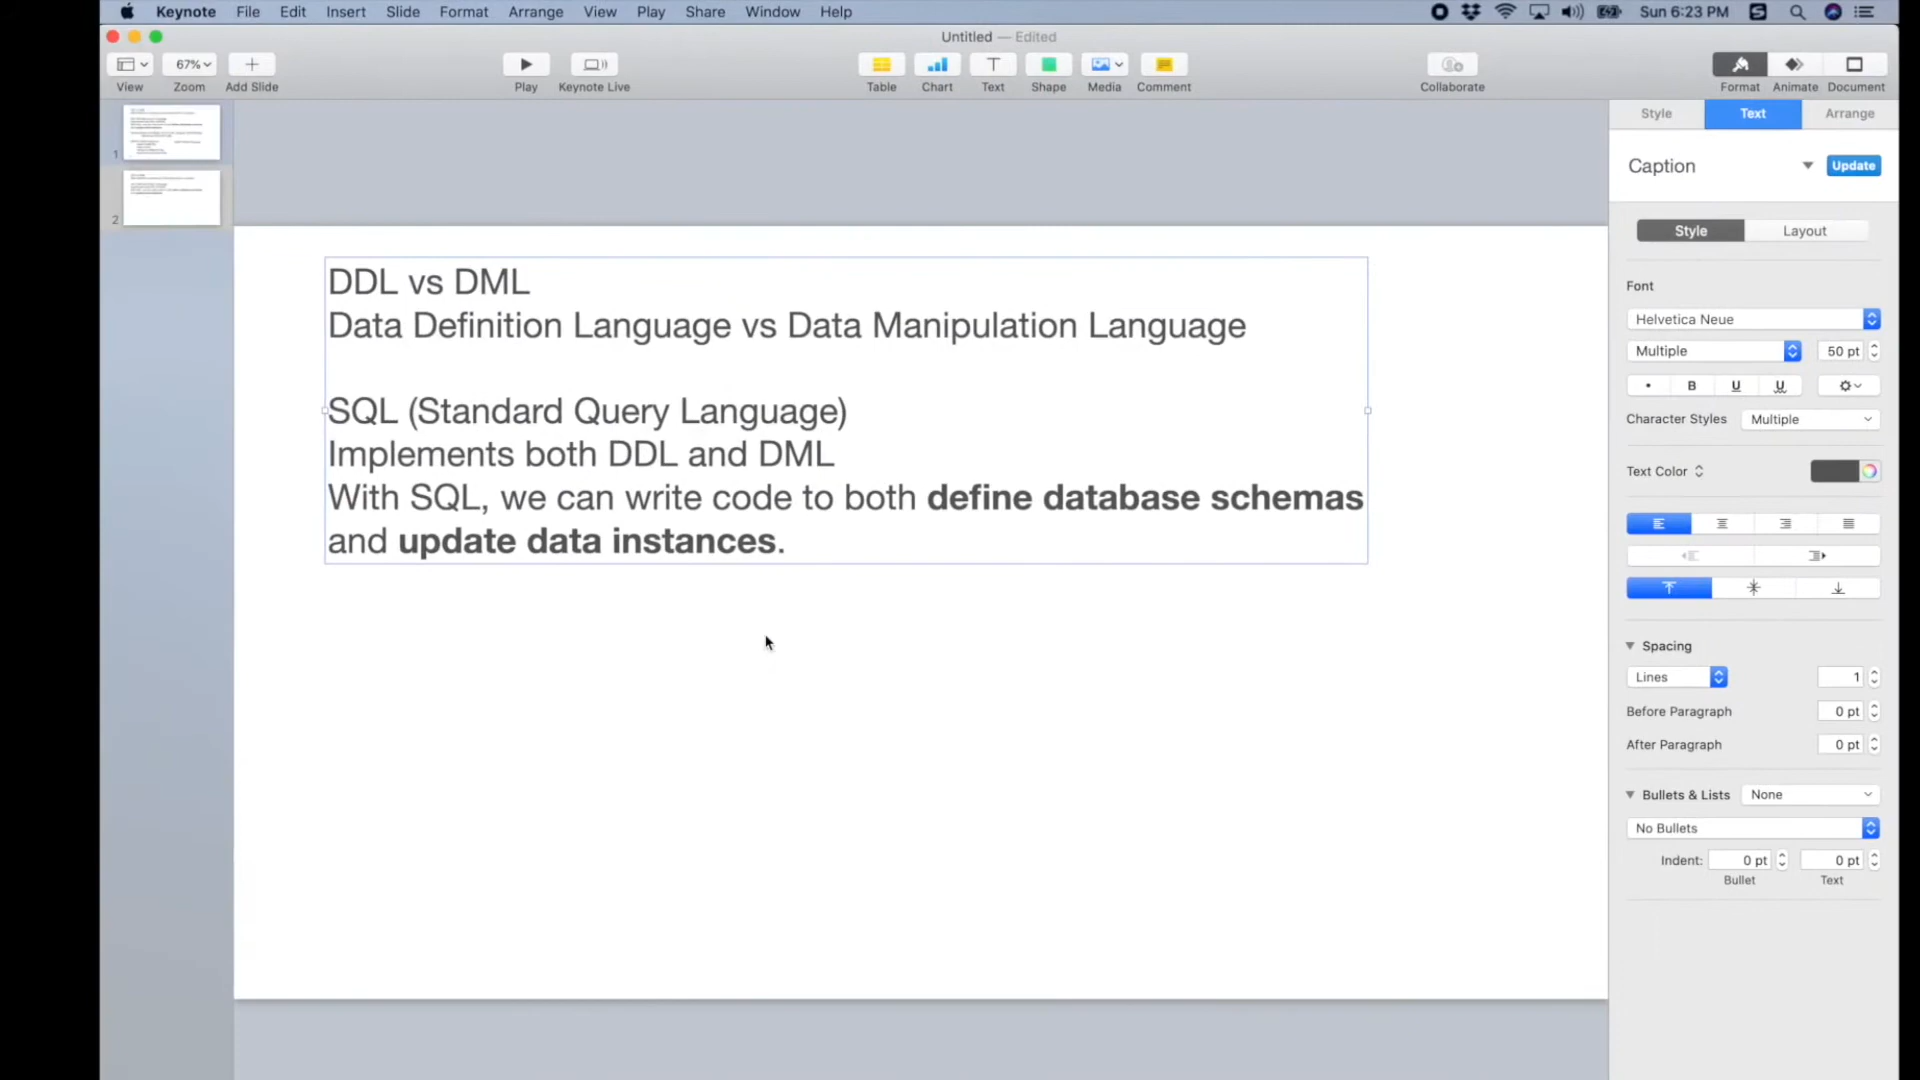 Keynote File Edit Insert Slide Format Arrange View Play Share Window Help Sun 6:23 PM
Untitled — Edited
67%
View Zoom Add Slide Play Keynote Live Table Chart Text Shape Media Comment Collaborate Format Animate Document
1
2
DDL vs DML
Data Definition Language vs Data Manipulation Language
SQL (Standard Query Language)
Implements both DDL and DML
With SQL, we can write code to both define database schemas
and update data instances.
Style Text Arrange
Caption Update
Style Layout
Font
Helvetica Neue
Multiple 50 pt
B U U
Character Styles Multiple
Text Color
Spacing
Lines 1
Before Paragraph 0 pt
After Paragraph 0 pt
Bullets & Lists None
No Bullets
Indent: 0 pt 0 pt
Bullet Text